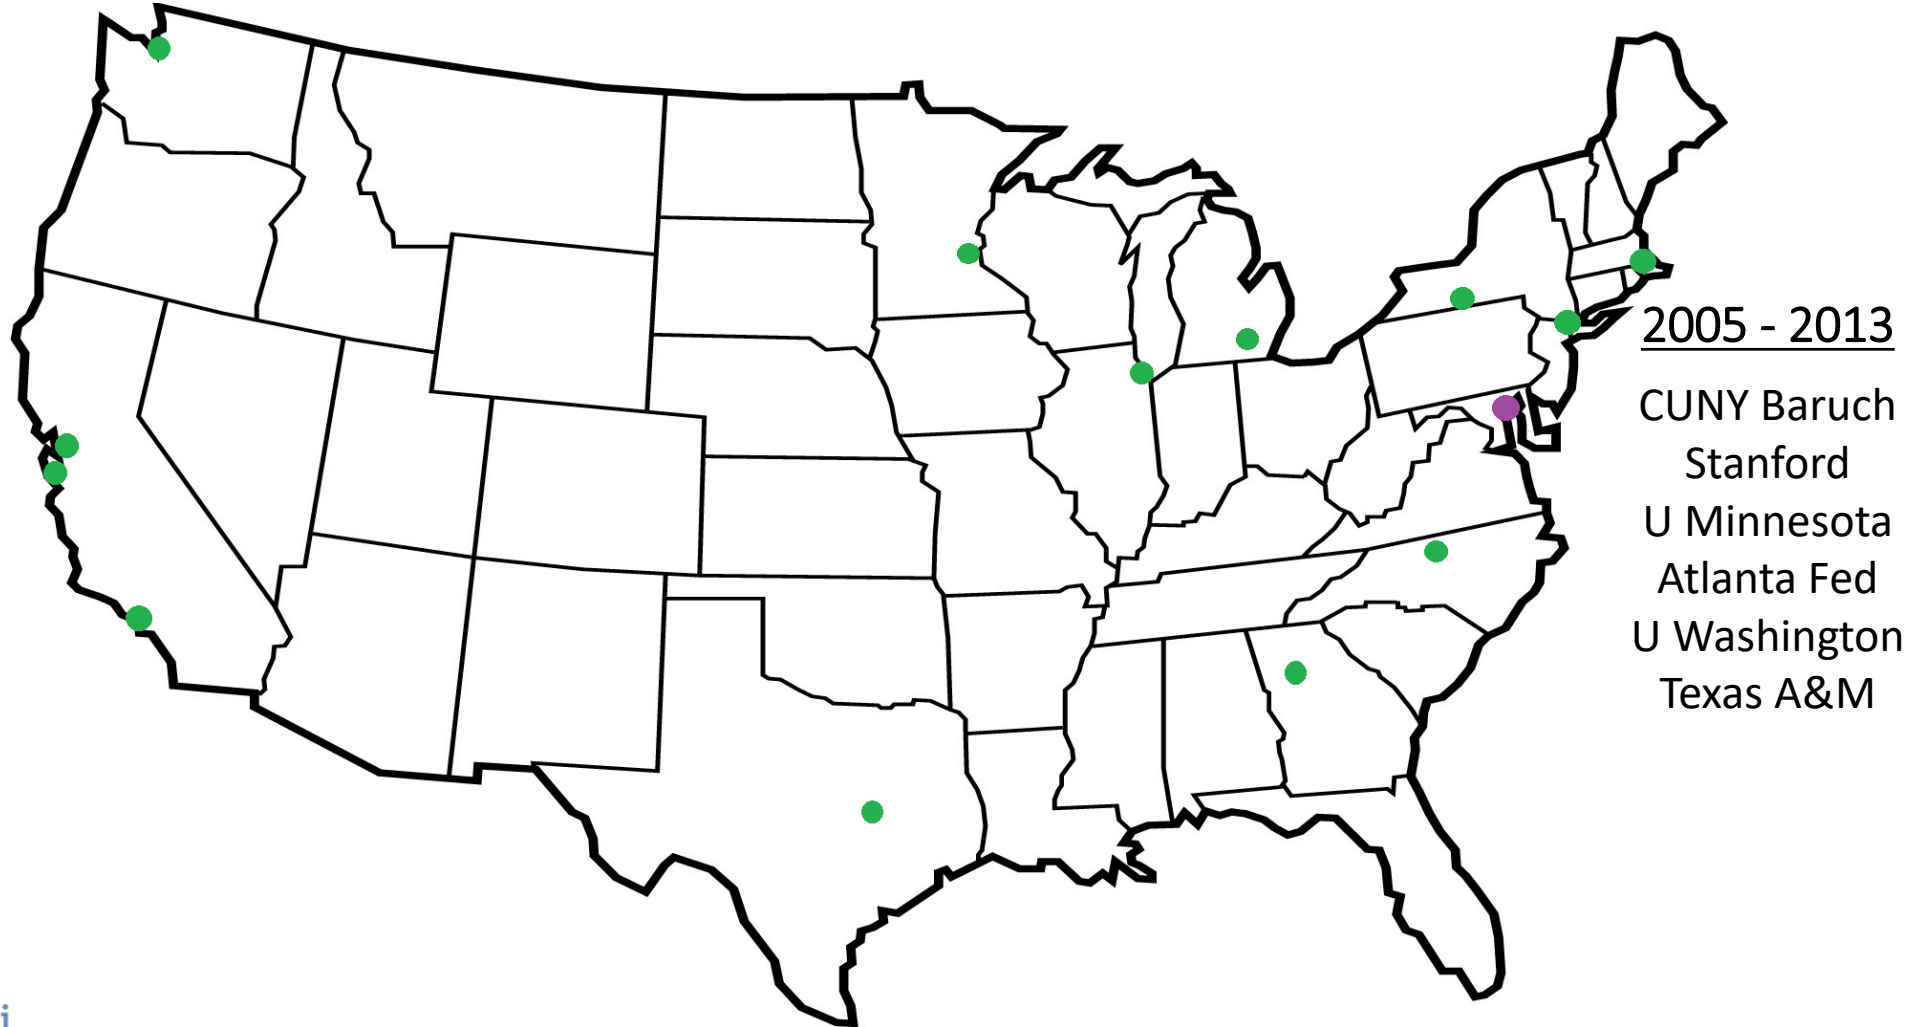 2005 - 2013
CUNY Baruch
Stanford
U Minnesota
Atlanta Fed
U Washington
Texas A&M
i